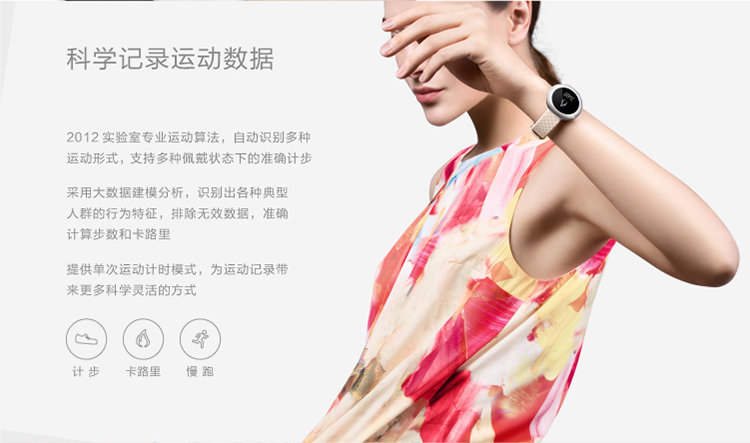 科学记录运动数据
2012 实验室专业运动算法，自动识别多种
运动形式，支持多种佩戴状态下的准确计步
采用大数据建模分析，识别出各种典型
人群的行为特征，排除无效数据，准确
计算步数和卡路里
提供单次运动计时模式，为运动记录带
来更多科学灵活的方式
计 步
卡路里
慢 跑